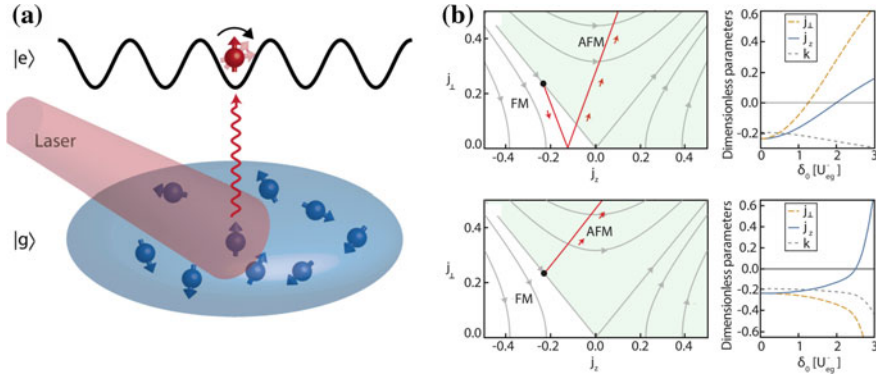 (a)
|e⟩
Laser
|g⟩
(b)
j⊥
0.4
0.2
0.0
AFM
FM
-0.4 -0.2 0.0 0.2 0.4
j_z
Dimensionless parameters
0.6
0.4
0.2
0.0
-0.2
j⊥
j_z
k
0 1 2 3
δ₀ [U⁻eg]
j⊥
0.4
0.2
0.0
AFM
FM
-0.4 -0.2 0.0 0.2 0.4
j_z
Dimensionless parameters
0.6
0.4
0.2
0.0
-0.2
-0.4
-0.6
j⊥
j_z
k
0 1 2 3
δ₀ [U⁻eg]